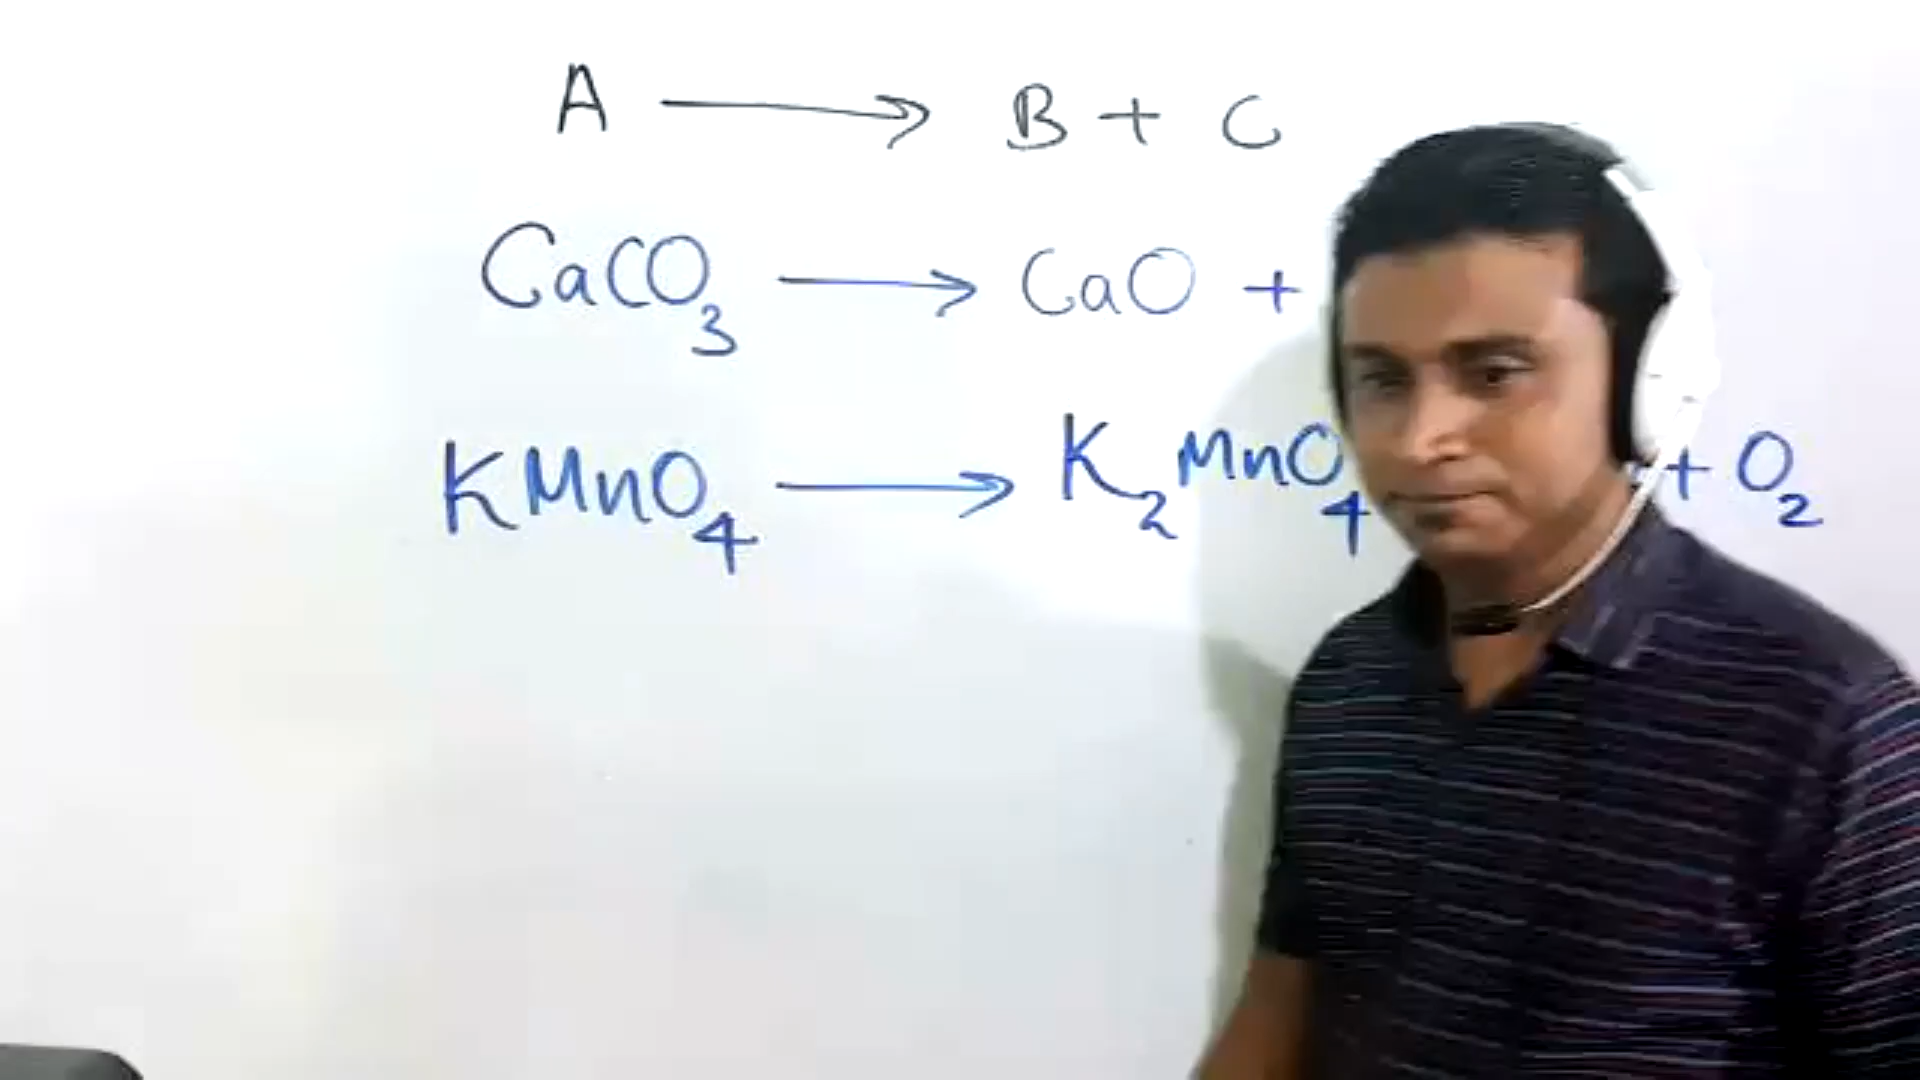 A → B + C
CaCO₃ → CaO +
KMnO₄ → K₂MnO₄ + O₂